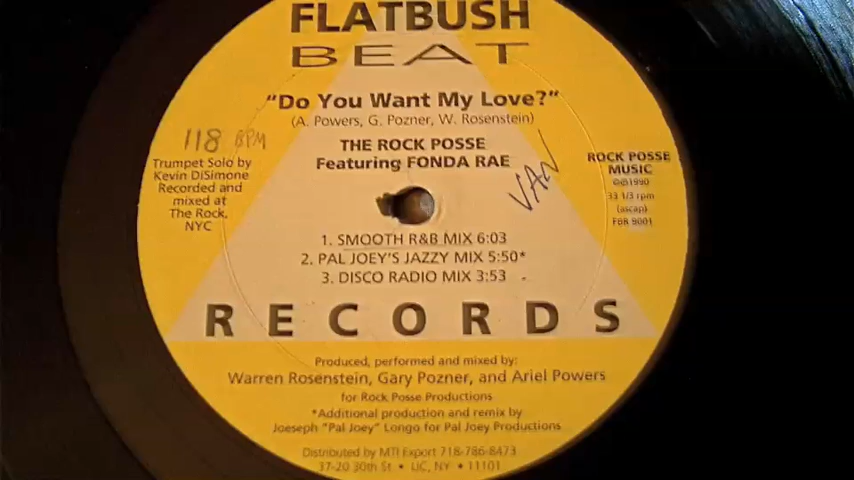 FLATBUSH
BEAT
"Do You Want My Love?"
(A. Powers, G. Pozner, W. Rosenstein)
THE ROCK POSSE
Featuring FONDA RAE
118 BPM
Trumpet Solo by
Kevin DiSimone
Recorded and
mixed at
The Rock,
NYC
VAN
ROCK POSSE
MUSIC
©℗1990
33 1/3 rpm
(ascap)
FBR 9001
1. SMOOTH R&B MIX 6:03
2. PAL JOEY'S JAZZY MIX 5:50*
3. DISCO RADIO MIX 3:53
RECORDS
Produced, performed and mixed by:
Warren Rosenstein, Gary Pozner, and Ariel Powers
for Rock Posse Productions
*Additional production and remix by
Joeseph "Pal Joey" Longo for Pal Joey Productions
Distributed by MTI Export 718-786-8473
37-20 30th St • LIC, NY • 11101